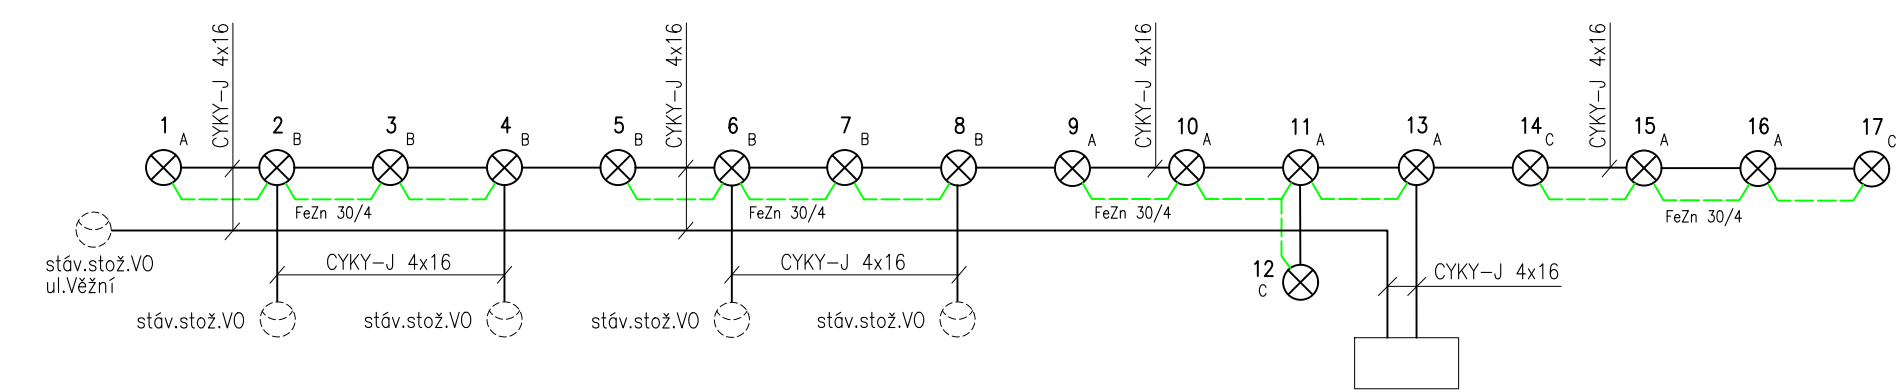 CYKY-J 4x16
CYKY-J 4x16
CYKY-J 4x16
CYKY-J 4x16
1 A
2 B
3 B
4 B
5 B
6 B
7 B
8 B
9 A
10 A
11 A
13 A
14 C
15 A
16 A
17 C
FeZn 30/4
FeZn 30/4
FeZn 30/4
FeZn 30/4
stáv.stož.VO
ul.Věžní
CYKY-J 4x16
CYKY-J 4x16
12 C
CYKY-J 4x16
stáv.stož.VO
stáv.stož.VO
stáv.stož.VO
stáv.stož.VO